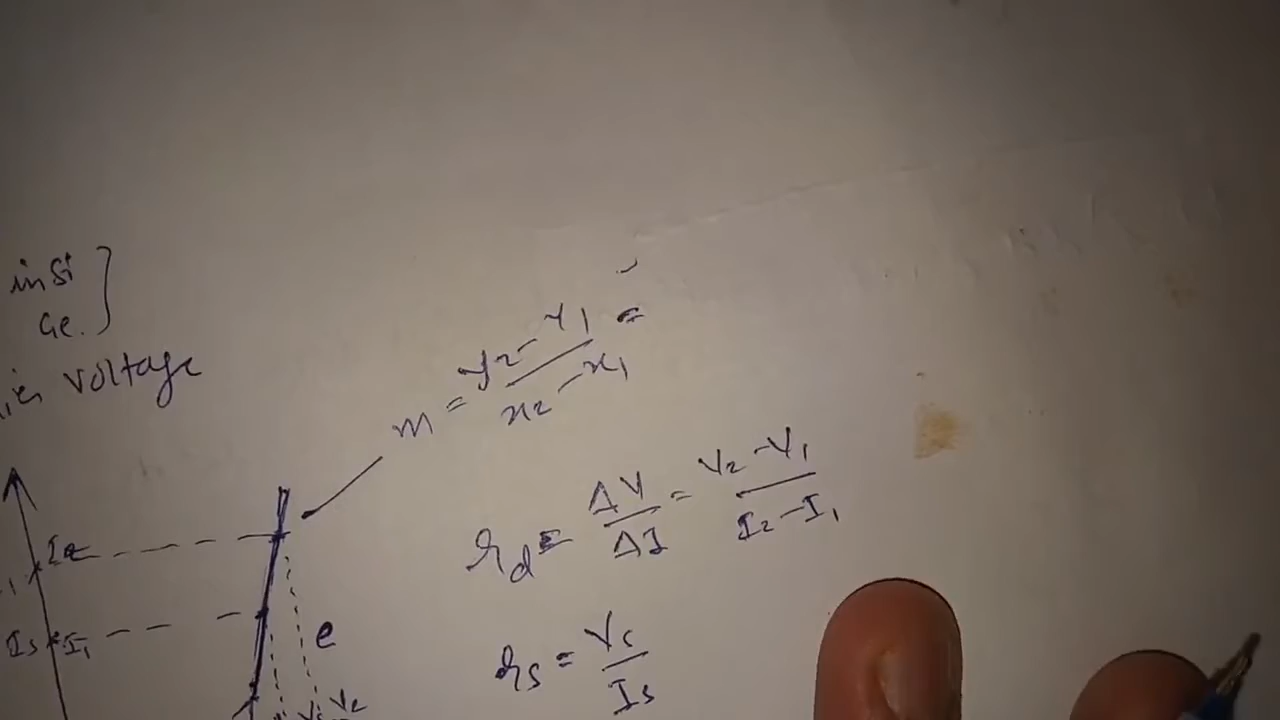 in Si }
Ge.
voltage
m = y2 - y1 / x2 - x1 =
I2
rd = ΔV / ΔI = V2 - V1 / I2 - I1
Is I1
e
rs = Vs / Is
V2